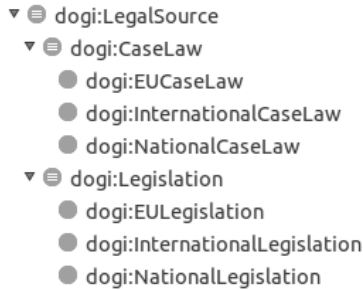 dogi:LegalSource
dogi:CaseLaw
dogi:EUCaseLaw
dogi:InternationalCaseLaw
dogi:NationalCaseLaw
dogi:Legislation
dogi:EULegislation
dogi:InternationalLegislation
dogi:NationalLegislation